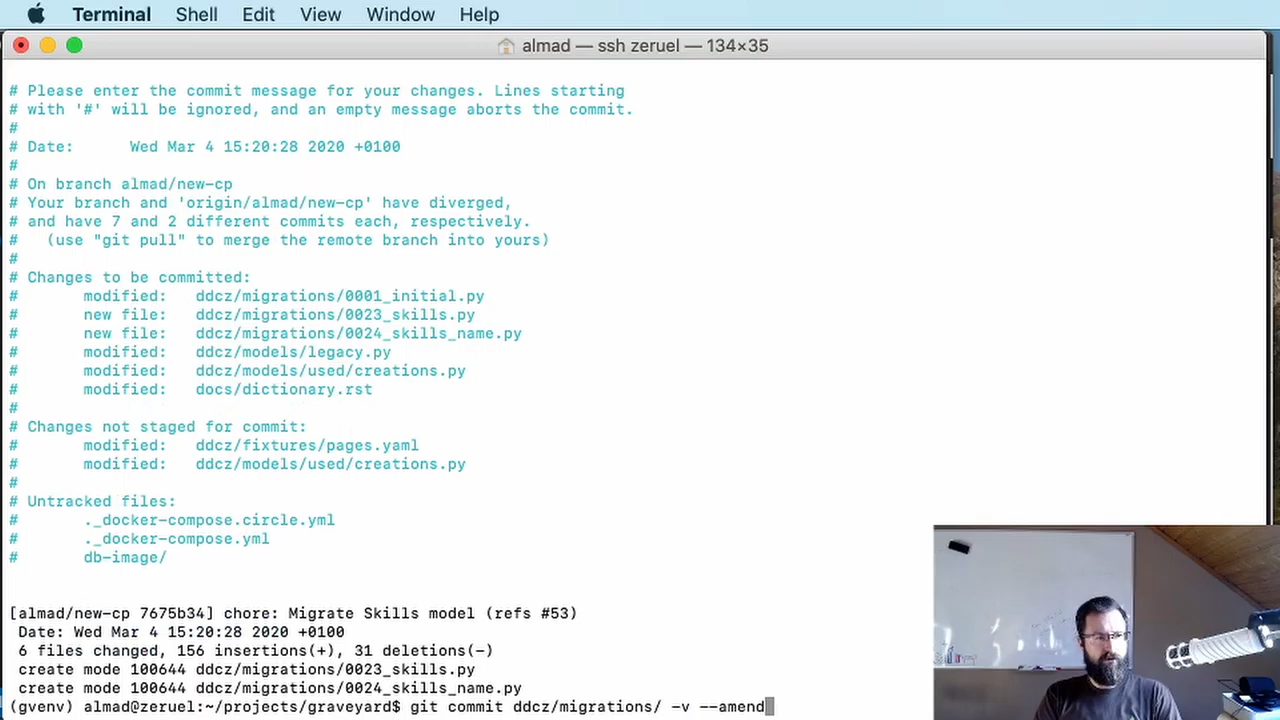 Terminal Shell Edit View Window Help
almad — ssh zeruel — 134×35
# Please enter the commit message for your changes. Lines starting
# with '#' will be ignored, and an empty message aborts the commit.
#
# Date:      Wed Mar 4 15:20:28 2020 +0100
#
# On branch almad/new-cp
# Your branch and 'origin/almad/new-cp' have diverged,
# and have 7 and 2 different commits each, respectively.
#   (use "git pull" to merge the remote branch into yours)
#
# Changes to be committed:
#       modified:   ddcz/migrations/0001_initial.py
#       new file:   ddcz/migrations/0023_skills.py
#       new file:   ddcz/migrations/0024_skills_name.py
#       modified:   ddcz/models/legacy.py
#       modified:   ddcz/models/used/creations.py
#       modified:   docs/dictionary.rst
#
# Changes not staged for commit:
#       modified:   ddcz/fixtures/pages.yaml
#       modified:   ddcz/models/used/creations.py
#
# Untracked files:
#       ._docker-compose.circle.yml
#       ._docker-compose.yml
#       db-image/
[almad/new-cp 7675b34] chore: Migrate Skills model (refs #53)
 Date: Wed Mar 4 15:20:28 2020 +0100
 6 files changed, 156 insertions(+), 31 deletions(-)
 create mode 100644 ddcz/migrations/0023_skills.py
 create mode 100644 ddcz/migrations/0024_skills_name.py
(gvenv) almad@zeruel:~/projects/graveyard$ git commit ddcz/migrations/ -v --amend